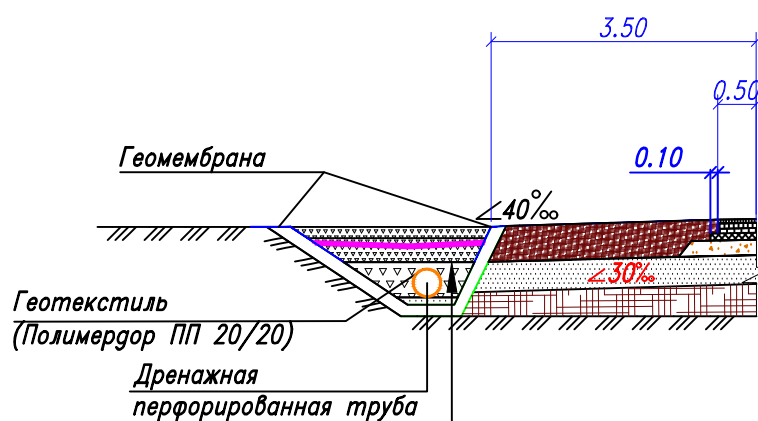 3.50
0.50
Геомембрана
0.10
∠40‰
∠30‰
Геотекстиль
(Полимердор ПП 20/20)
Дренажная
перфорированная труба